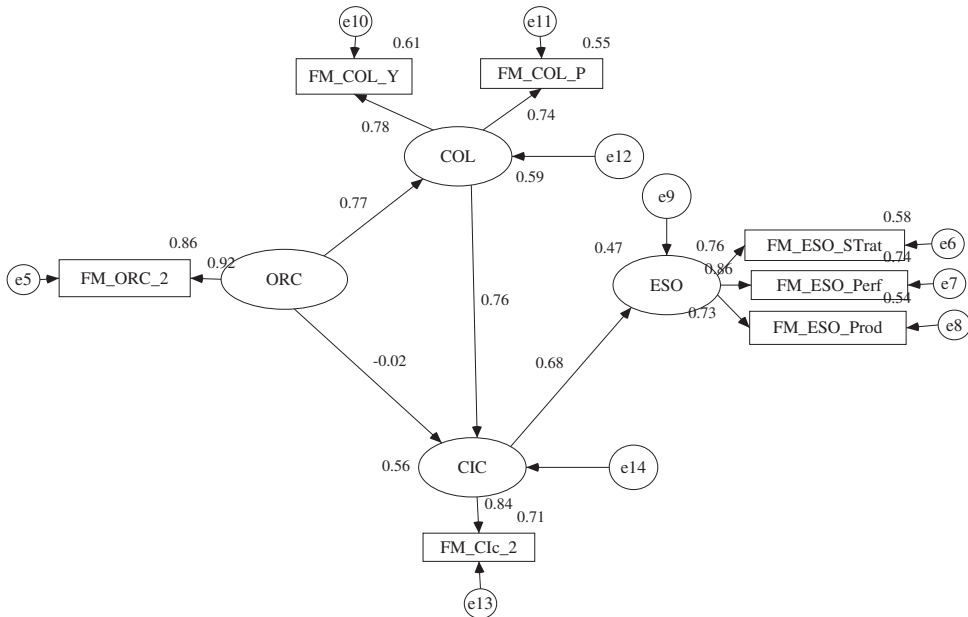 e10
e11
0.61
0.55
FM_COL_Y
FM_COL_P
0.78
0.74
COL
e12
0.59
e9
0.77
0.58
0.86
0.47
0.76
FM_ESO_STrat
e6
0.92
0.74
e5
FM_ORC_2
ORC
ESO
0.86
FM_ESO_Perf
e7
0.54
0.73
FM_ESO_Prod
e8
0.76
-0.02
0.68
0.56
CIC
e14
0.84
0.71
FM_CIc_2
e13